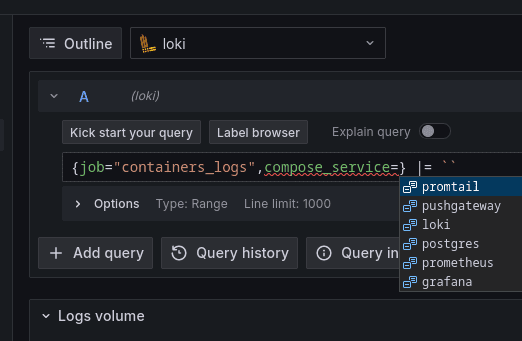 Outline
loki
A (loki)
Kick start your query Label browser Explain query
{job="containers_logs",compose_service=} |= ``
promtail
Options Type: Range Line limit: 1000
pushgateway
loki
postgres
Add query Query history Query in
prometheus
grafana
Logs volume